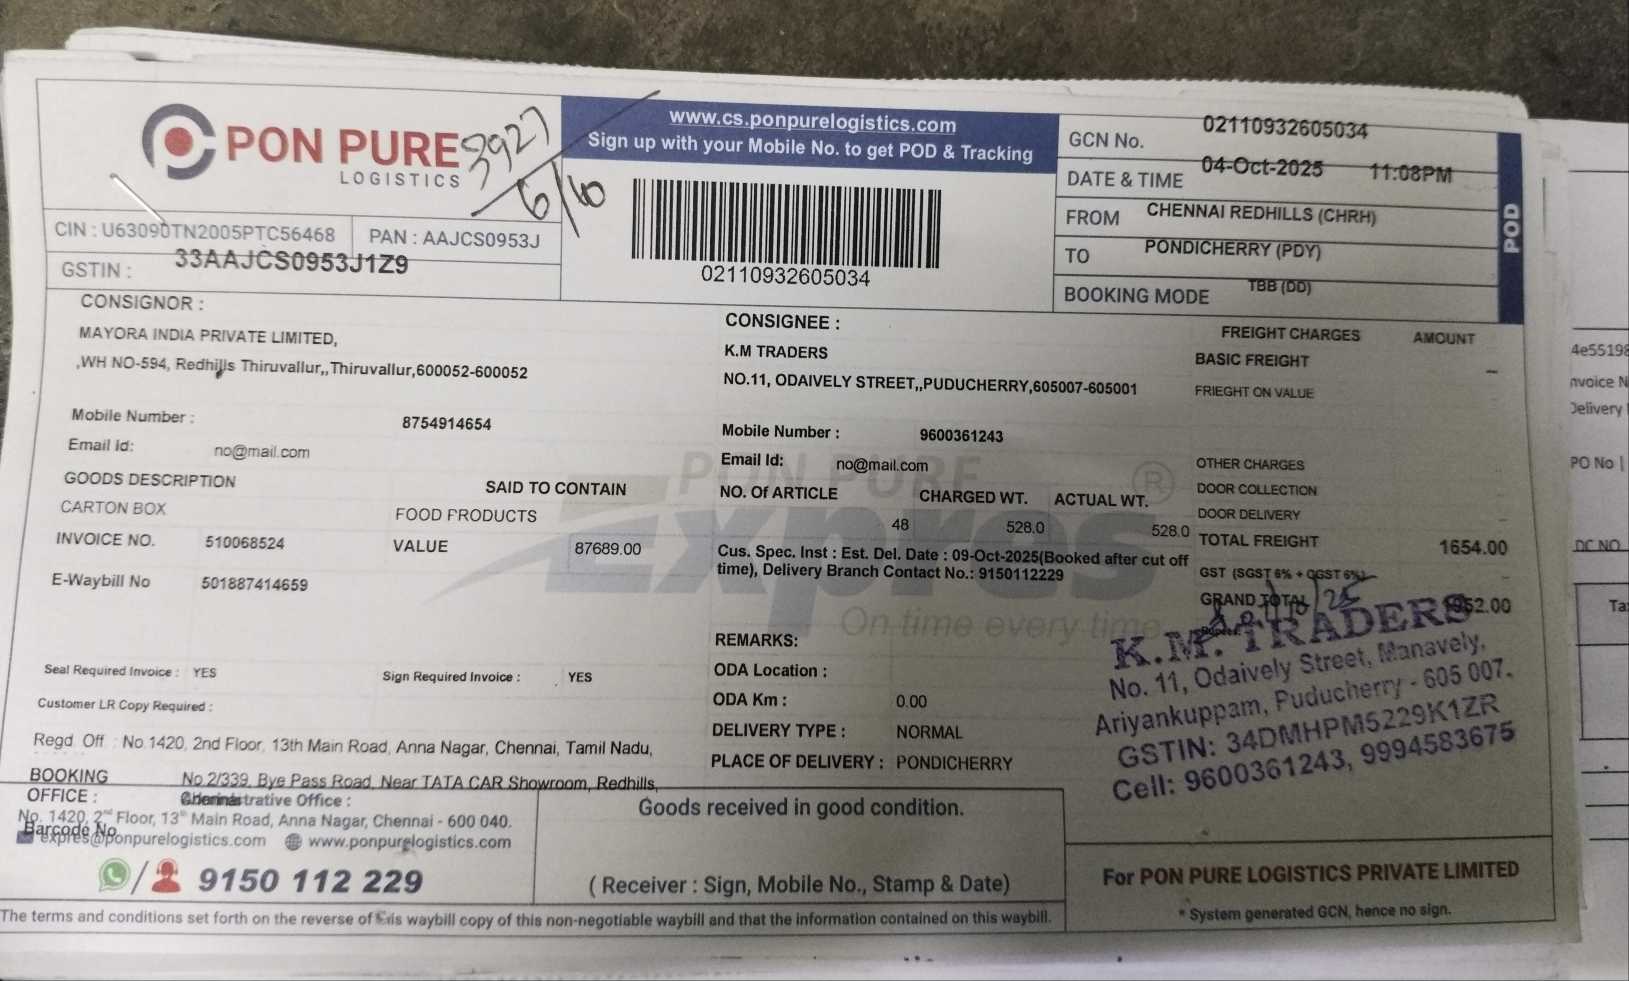 PON PURE
LOGISTICS
3927
6/10
www.cs.ponpurelogistics.com
Sign up with your Mobile No. to get POD & Tracking
02110932605034
GCN No. 02110932605034
DATE & TIME 04-Oct-2025 11:08PM
FROM CHENNAI REDHILLS (CHRH)
TO PONDICHERRY (PDY)
BOOKING MODE TBB (DD)
POD
CIN : U63090TN2005PTC56468 PAN : AAJCS0953J
GSTIN : 33AAJCS0953J1Z9
CONSIGNOR :
MAYORA INDIA PRIVATE LIMITED,
,WH NO-594, Redhills Thiruvallur,,Thiruvallur,600052-600052
Mobile Number : 8754914654
Email Id: no@mail.com
GOODS DESCRIPTION SAID TO CONTAIN
CARTON BOX FOOD PRODUCTS
INVOICE NO. 510068524 VALUE 87689.00
E-Waybill No 501887414659
Seal Required Invoice : YES Sign Required Invoice : YES
Customer LR Copy Required :
Regd. Off : No.1420, 2nd Floor, 13th Main Road, Anna Nagar, Chennai, Tamil Nadu,
BOOKING OFFICE : No.2/339, Bye Pass Road, Near TATA CAR Showroom, Redhills,
Administrative Office :
No. 1420, 2nd Floor, 13th Main Road, Anna Nagar, Chennai - 600 040.
Barcode No
expres@ponpurelogistics.com www.ponpurelogistics.com
9150 112 229
CONSIGNEE :
K.M TRADERS
NO.11, ODAIVELY STREET,,PUDUCHERRY,605007-605001
Mobile Number : 9600361243
Email Id: no@mail.com
NO. Of ARTICLE CHARGED WT. ACTUAL WT.
48 528.0 528.0
Cus. Spec. Inst : Est. Del. Date : 09-Oct-2025(Booked after cut off
time), Delivery Branch Contact No.: 9150112229
REMARKS:
ODA Location :
ODA Km : 0.00
DELIVERY TYPE : NORMAL
PLACE OF DELIVERY : PONDICHERRY
PON PURE
Expres
On time every time
®
FREIGHT CHARGES AMOUNT
BASIC FREIGHT –
FRIEGHT ON VALUE
OTHER CHARGES
DOOR COLLECTION
DOOR DELIVERY
TOTAL FREIGHT 1654.00
GST (SGST 6% + CGST 6%)
GRAND TOTAL
K.M. TRADERS
No. 11, Odaively Street, Manavely,
Ariyankuppam, Puducherry - 605 007.
GSTIN: 34DMHPM5229K1ZR
Cell: 9600361243, 9994583675
Goods received in good condition.
( Receiver : Sign, Mobile No., Stamp & Date)
For PON PURE LOGISTICS PRIVATE LIMITED
* System generated GCN, hence no sign.
The terms and conditions set forth on the reverse of this waybill copy of this non-negotiable waybill and that the information contained on this waybill.
4e55198
nvoice N
Delivery
PO No
DC NO
Ta